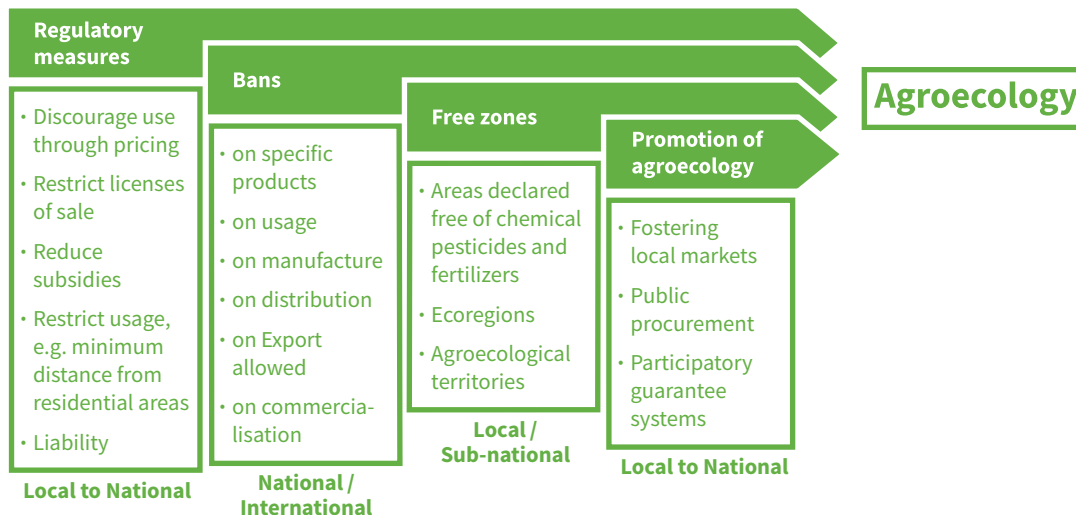 Regulatory
measures
• Discourage use
through pricing
• Restrict licenses
of sale
• Reduce
subsidies
• Restrict usage,
e.g. minimum
distance from
residential areas
• Liability
Local to National
Bans
• on specific
products
• on usage
• on manufacture
• on distribution
• on Export
allowed
• on commercia-
lisation
National /
International
Free zones
• Areas declared
free of chemical
pesticides and
fertilizers
• Ecoregions
• Agroecological
territories
Local /
Sub-national
Promotion of
agroecology
• Fostering
local markets
• Public
procurement
• Participatory
guarantee
systems
Local to National
Agroecology